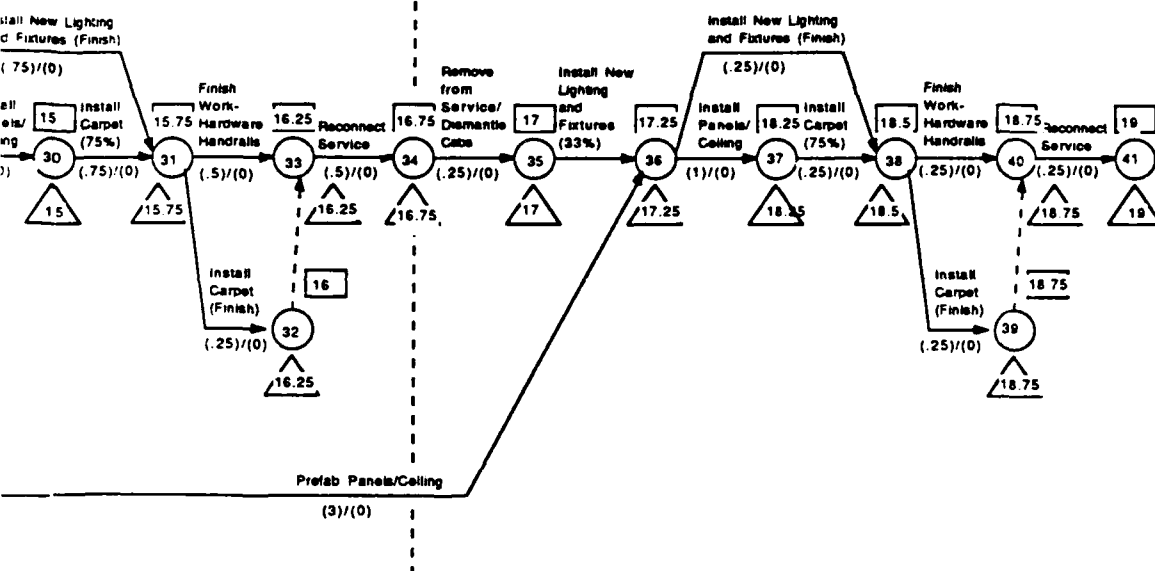 stall New Lighting
d Fixtures (Finish)
(.75)/(0)
Install New Lighting
and Fixtures (Finish)
(.25)/(0)
all
els/
ing
15
Install
Carpet
(75%)
15.75
Finish
Work-
Hardware
Handrails
16.25
Reconnect
Service
16.75
Remove
from
Service/
Dismantle
Cabs
17
Install New
Lighting
and
Fixtures
(33%)
17.25
Install
Panels/
Ceiling
18.25
Install
Carpet
(75%)
18.5
Finish
Work-
Hardware
Handrails
18.75
Reconnect
Service
19
30
31
33
34
35
36
37
38
40
41
)
(.75)/(0)
(.5)/(0)
(.5)/(0)
(.25)/(0)
(1)/(0)
(.25)/(0)
(.25)/(0)
(.25)/(0)
15
15.75
16.25
16.75
17
17.25
18.25
18.5
18.75
19
Install
Carpet
(Finish)
16
32
(.25)/(0)
16.25
Install
Carpet
(Finish)
18.75
39
(.25)/(0)
18.75
Prefab Panels/Ceiling
(3)/(0)